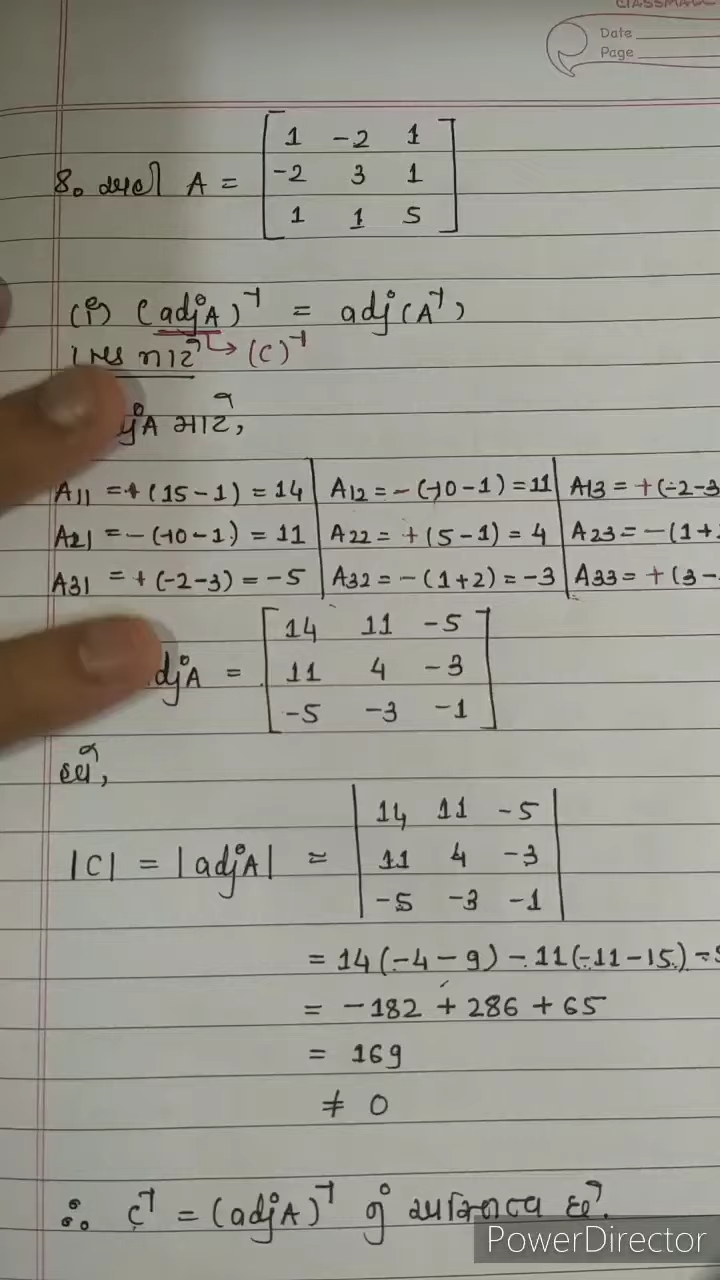 CLASSMATE
Date
Page
8. ધારો A = [ 1 -2 1
-2 3 1
1 1 5 ]
(i) (adjA)⁻¹ = adj(A⁻¹)
→ (C)⁻¹
A માટે,
A11 = +(15-1) = 14 | A12 = -(-10-1) = 11 | A13 = +(-2-3
A21 = -(-10-1) = 11 | A22 = +(5-1) = 4 | A23 = -(1+
A31 = +(-2-3) = -5 | A32 = -(1+2) = -3 | A33 = +(3-
adjA = [ 14 11 -5
11 4 -3
-5 -3 -1 ]
હવે,
|C| = |adjA| = | 14 11 -5
11 4 -3
-5 -3 -1 |
= 14(-4-9) - 11(-11-15) -5
= -182 + 286 + 65
= 169
≠ 0
∴ C⁻¹ = (adjA)⁻¹ નું અસ્તિત્વ છે.
PowerDirector